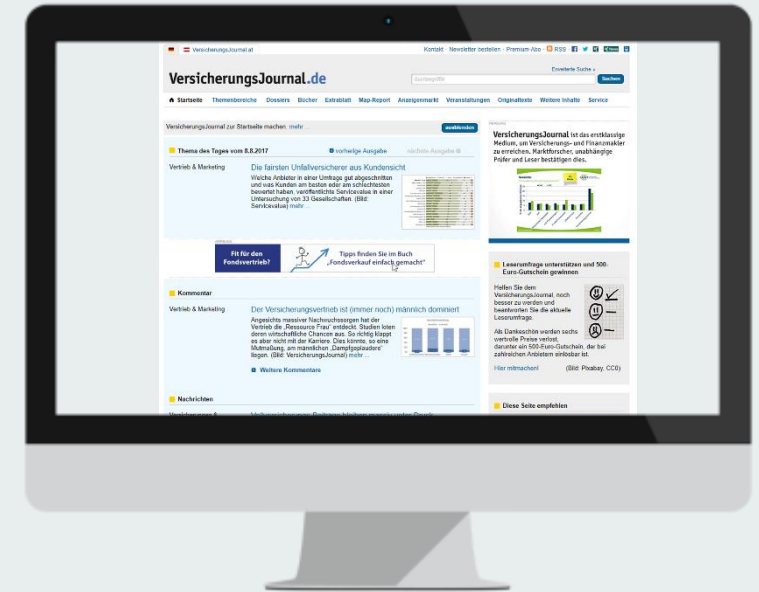 VersicherungsJournal.at
Kontakt · Newsletter bestellen · Premium-Abo · RSS ·
VersicherungsJournal.de
Erweiterte Suche »
Suchbegriffe
Suchen
Startseite Themenbereiche Dossiers Bücher Extrablatt Map-Report Anzeigenmarkt Veranstaltungen Originaltexte Weitere Inhalte Service
VersicherungsJournal zur Startseite machen. mehr ...
ausblenden
Thema des Tages vom 8.8.2017
vorherige Ausgabe
nächste Ausgabe
Vertrieb & Marketing
Die fairsten Unfallversicherer aus Kundensicht
Welche Anbieter in einer Umfrage gut abgeschnitten
und was Kunden am besten oder am schlechtesten
bewertet haben, veröffentlichte Servicevalue in einer
Untersuchung von 33 Gesellschaften. (Bild:
Servicevalue) mehr ...
Fit für den
Fondsvertrieb?
Tipps finden Sie im Buch
„Fondsverkauf einfach gemacht"
Kommentar
Vertrieb & Marketing
Der Versicherungsvertrieb ist (immer noch) männlich dominiert
Angesichts massiver Nachwuchssorgen hat der
Vertrieb die „Ressource Frau" entdeckt. Studien loten
deren wirtschaftliche Chancen aus. So richtig klappt
es aber nicht mit der Karriere. Dies könnte, so eine
Mutmaßung, am männlichen „Dampfgeplaudere"
liegen. (Bild: VersicherungsJournal) mehr ...
Weitere Kommentare
Nachrichten
VersicherungsJournal ist das erstklassige
Medium, um Versicherungs- und Finanzmakler
zu erreichen. Marktforscher, unabhängige
Prüfer und Leser bestätigen dies.
Leserumfrage unterstützen und 500-
Euro-Gutschein gewinnen
Helfen Sie dem
VersicherungsJournal, noch
besser zu werden und
beantworten Sie die aktuelle
Leserumfrage.
Als Dankeschön werden sechs
wertvolle Preise verlost,
darunter ein 500-Euro-Gutschein, der bei
zahlreichen Anbietern einlösbar ist.
Hier mitmachen!
(Bild: Pixabay, CC0)
Diese Seite empfehlen